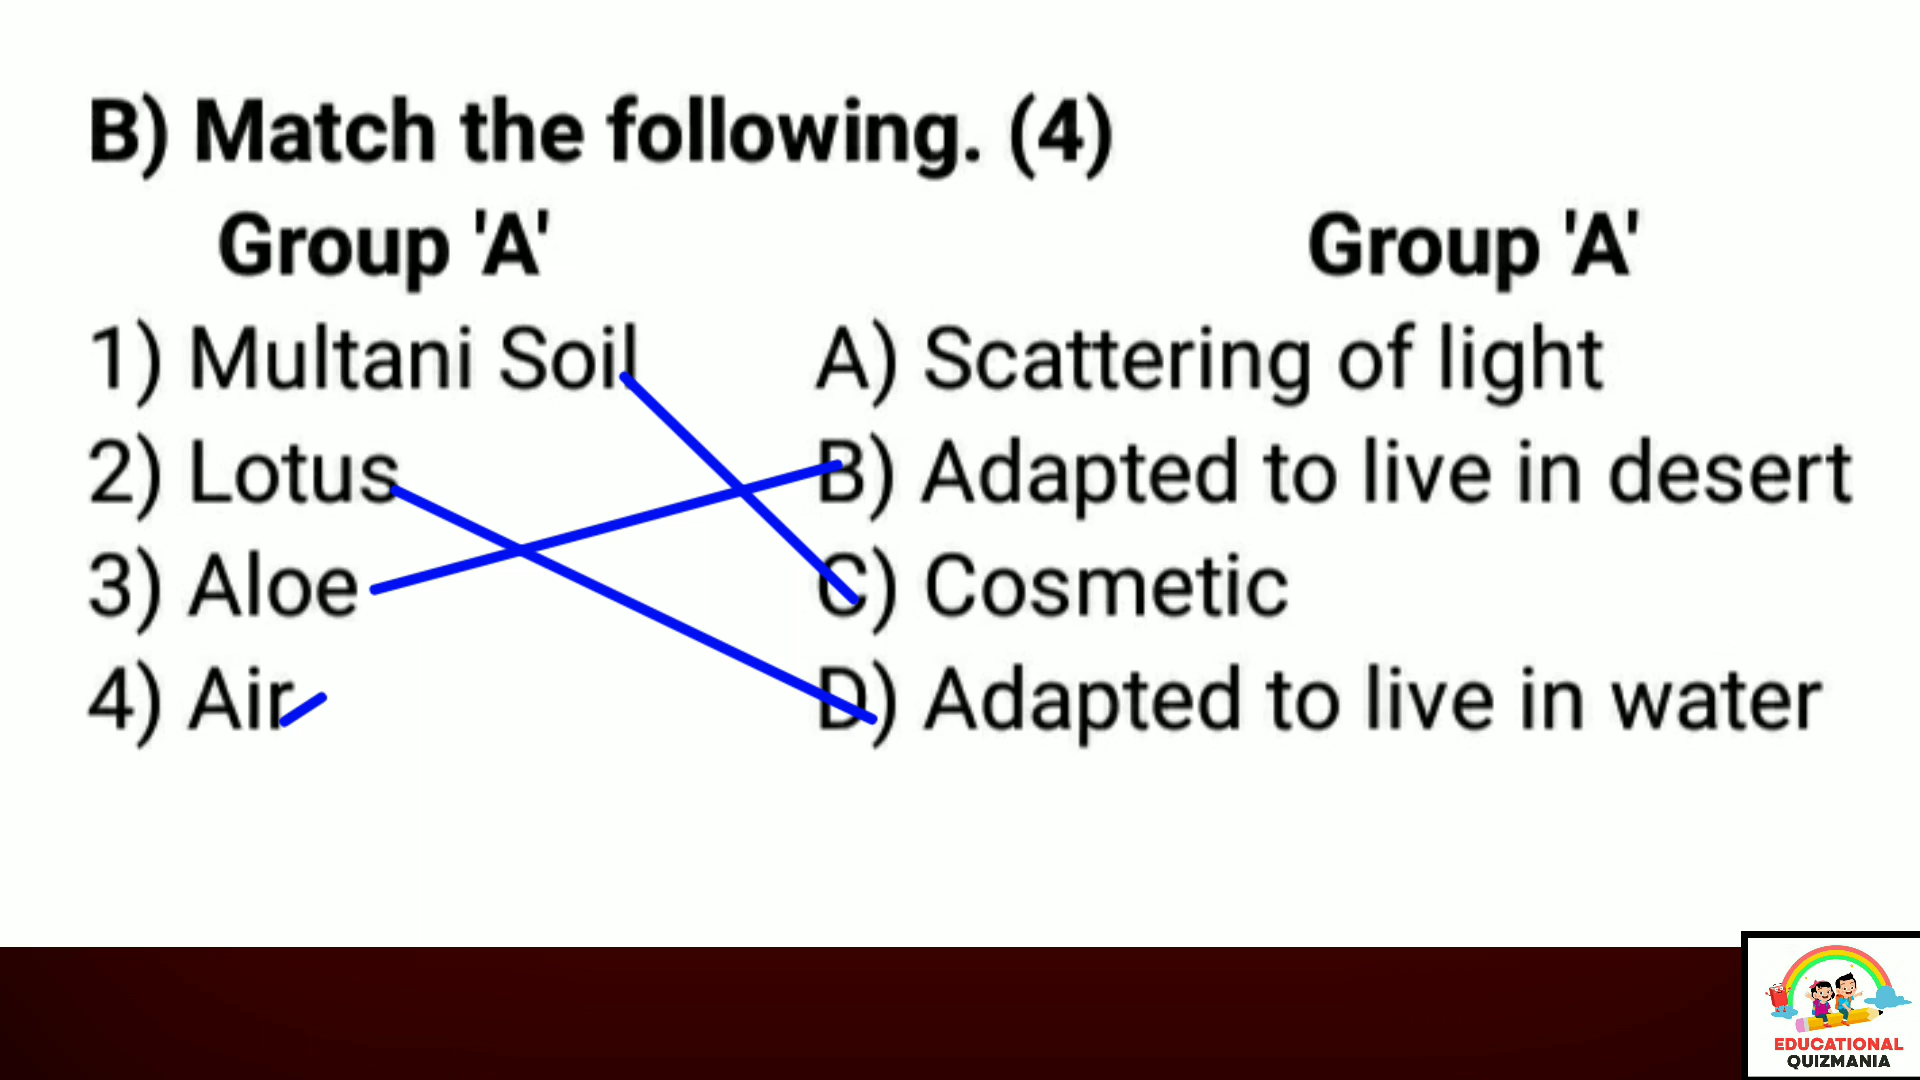 B) Match the following. (4)
Group 'A' Group 'A'
1) Multani Soil A) Scattering of light
2) Lotus B) Adapted to live in desert
3) Aloe C) Cosmetic
4) Air D) Adapted to live in water
EDUCATIONAL
QUIZMANIA